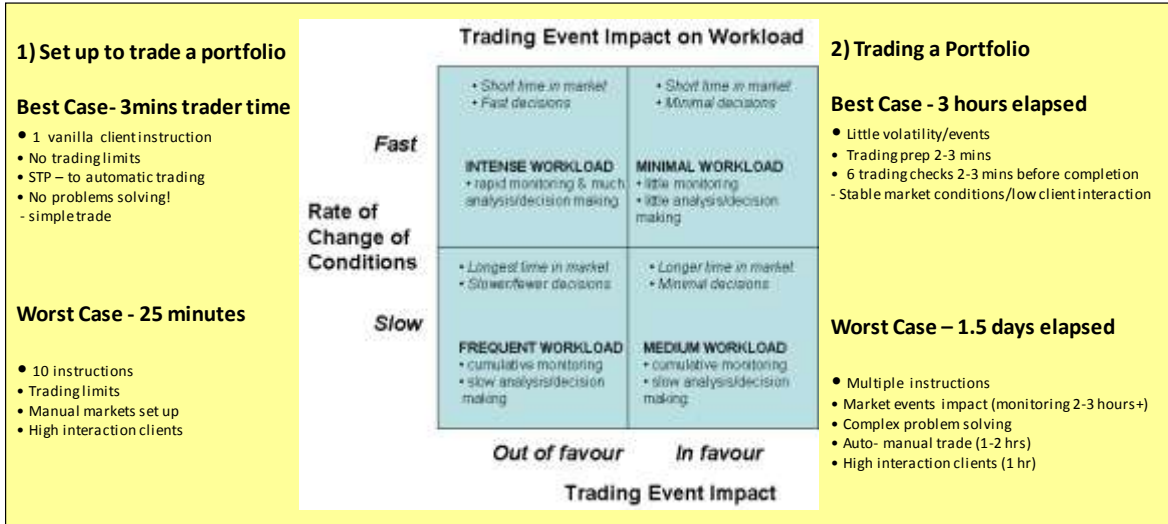 1) Set up to trade a portfolio
Best Case- 3mins trader time
• 1 vanilla client instruction
• No trading limits
• STP – to automatic trading
• No problems solving!
- simple trade
Worst Case - 25 minutes
• 10 instructions
• Trading limits
• Manual markets set up
• High interaction clients
Trading Event Impact on Workload
Fast
Rate of
Change of
Conditions
Slow
• Short time in market
• Fast decisions
INTENSE WORKLOAD
• rapid monitoring & much
analysis/decision making
• Short time in market
• Minimal decisions
MINIMAL WORKLOAD
• little monitoring
• little analysis/decision
making
• Longest time in market
• Slower/fewer decisions
FREQUENT WORKLOAD
• cumulative monitoring
• slow analysis/decision
making
• Longer time in market
• Minimal decisions
MEDIUM WORKLOAD
• cumulative monitoring
• slow analysis/decision
making
Out of favour
In favour
Trading Event Impact
2) Trading a Portfolio
Best Case - 3 hours elapsed
• Little volatility/events
• Trading prep 2-3 mins
• 6 trading checks 2-3 mins before completion
- Stable market conditions/low client interaction
Worst Case – 1.5 days elapsed
• Multiple instructions
• Market events impact (monitoring 2-3 hours+)
• Complex problem solving
• Auto- manual trade (1-2 hrs)
• High interaction clients (1 hr)